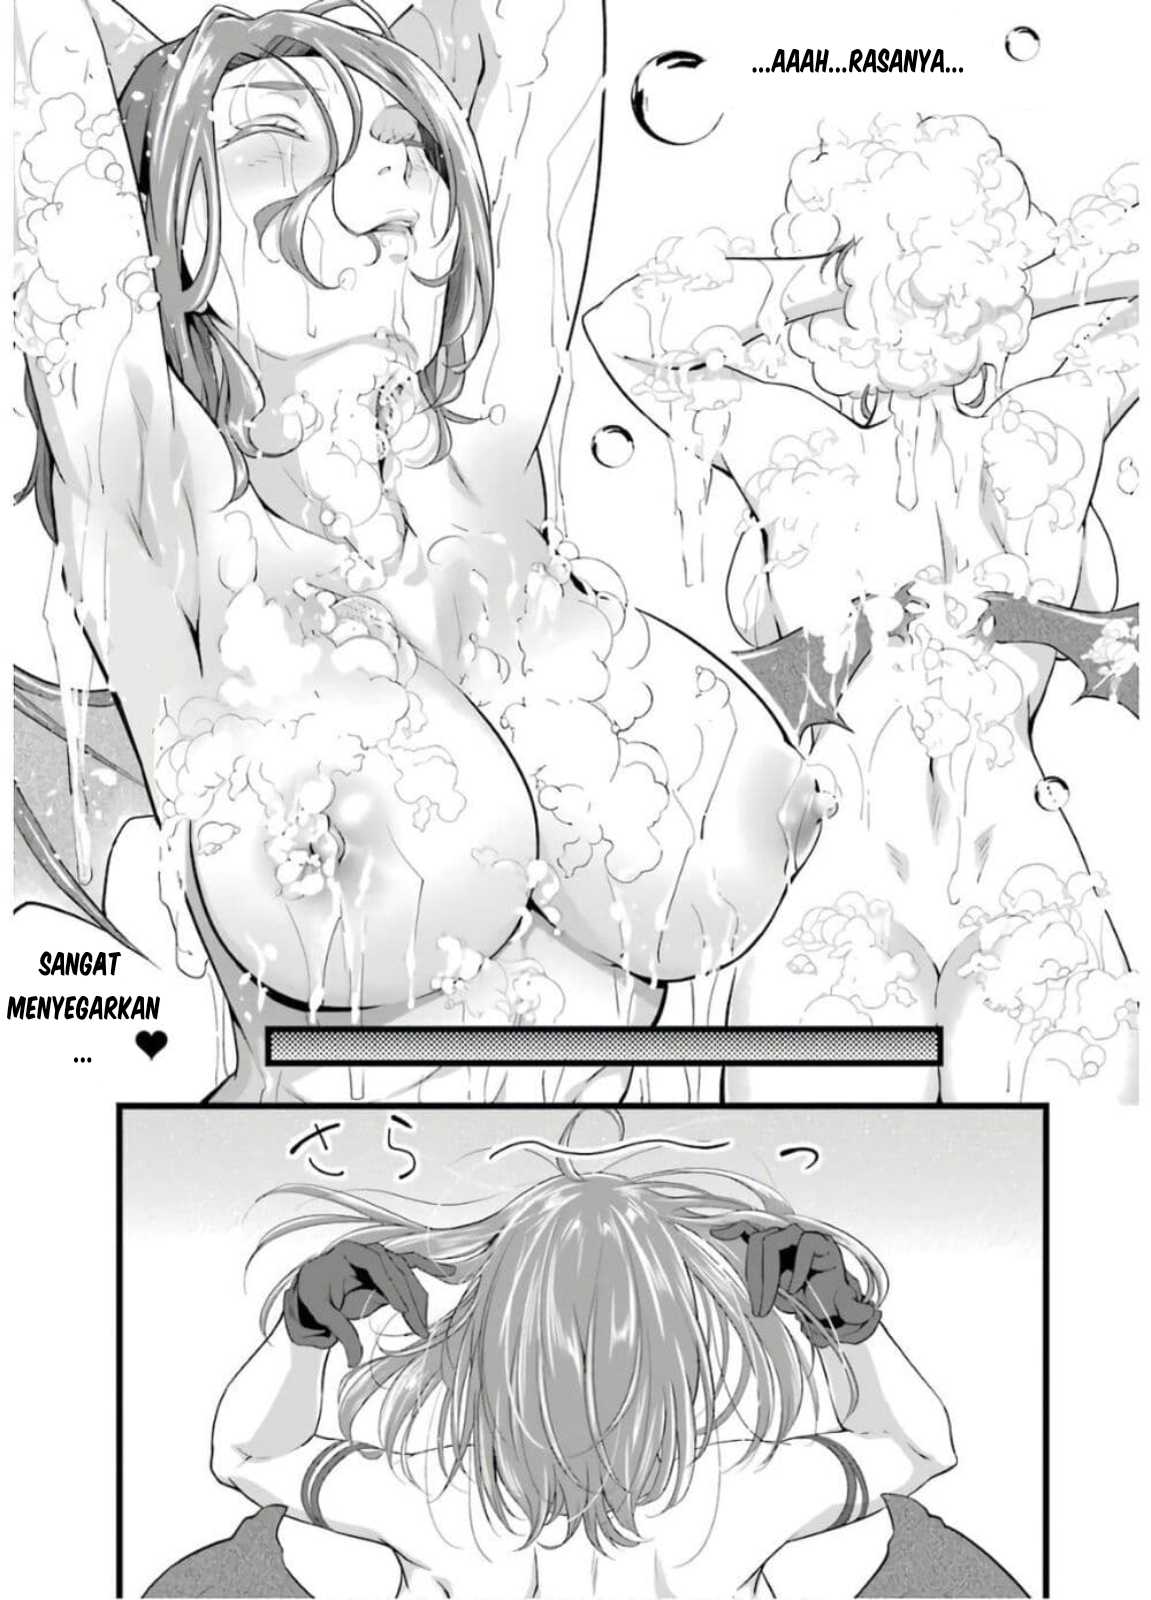 ...AAAH...RASANYA...
SANGAT
MENYEGARKAN
... ♥
さら〜っ